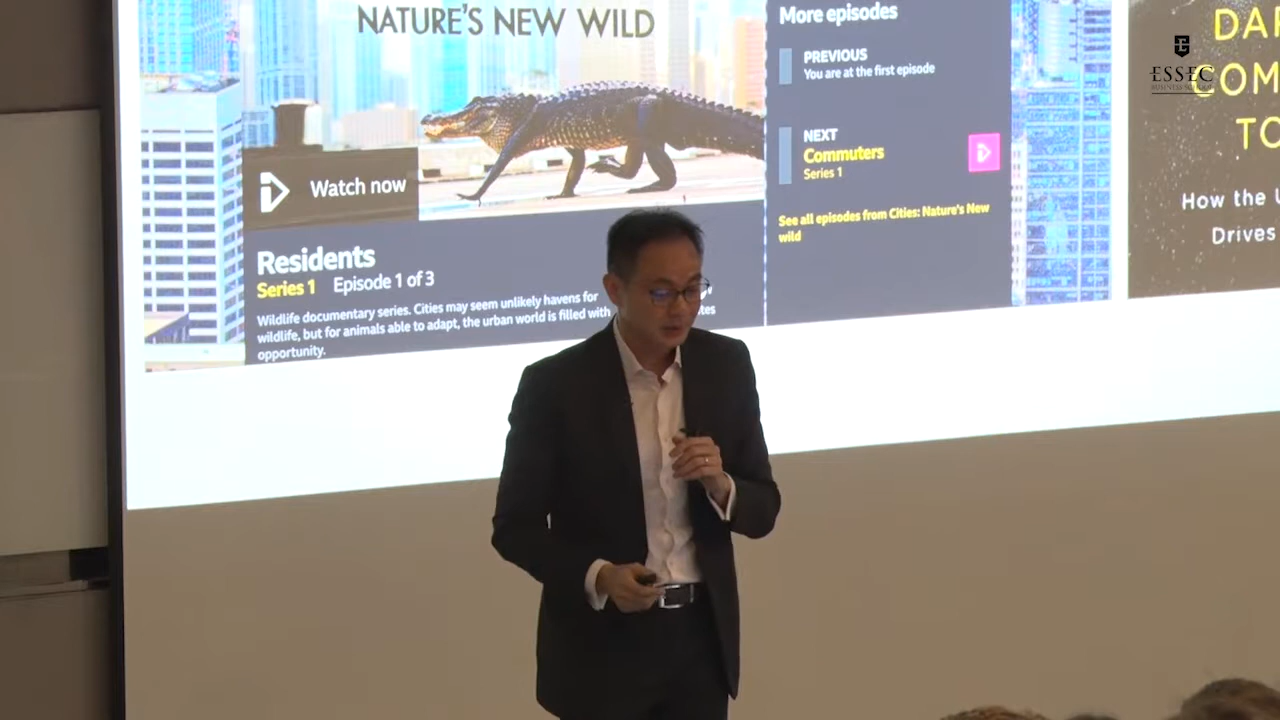 NATURE'S NEW WILD
Watch now
Residents
Series 1 Episode 1 of 3
Wildlife documentary series. Cities may seem unlikely havens for
wildlife, but for animals able to adapt, the urban world is filled with
opportunity.
More episodes
PREVIOUS
You are at the first episode
NEXT
Commuters
Series 1
See all episodes from Cities: Nature's New
wild
ESSEC
BUSINESS SCHOOL
TO
How the
Drives